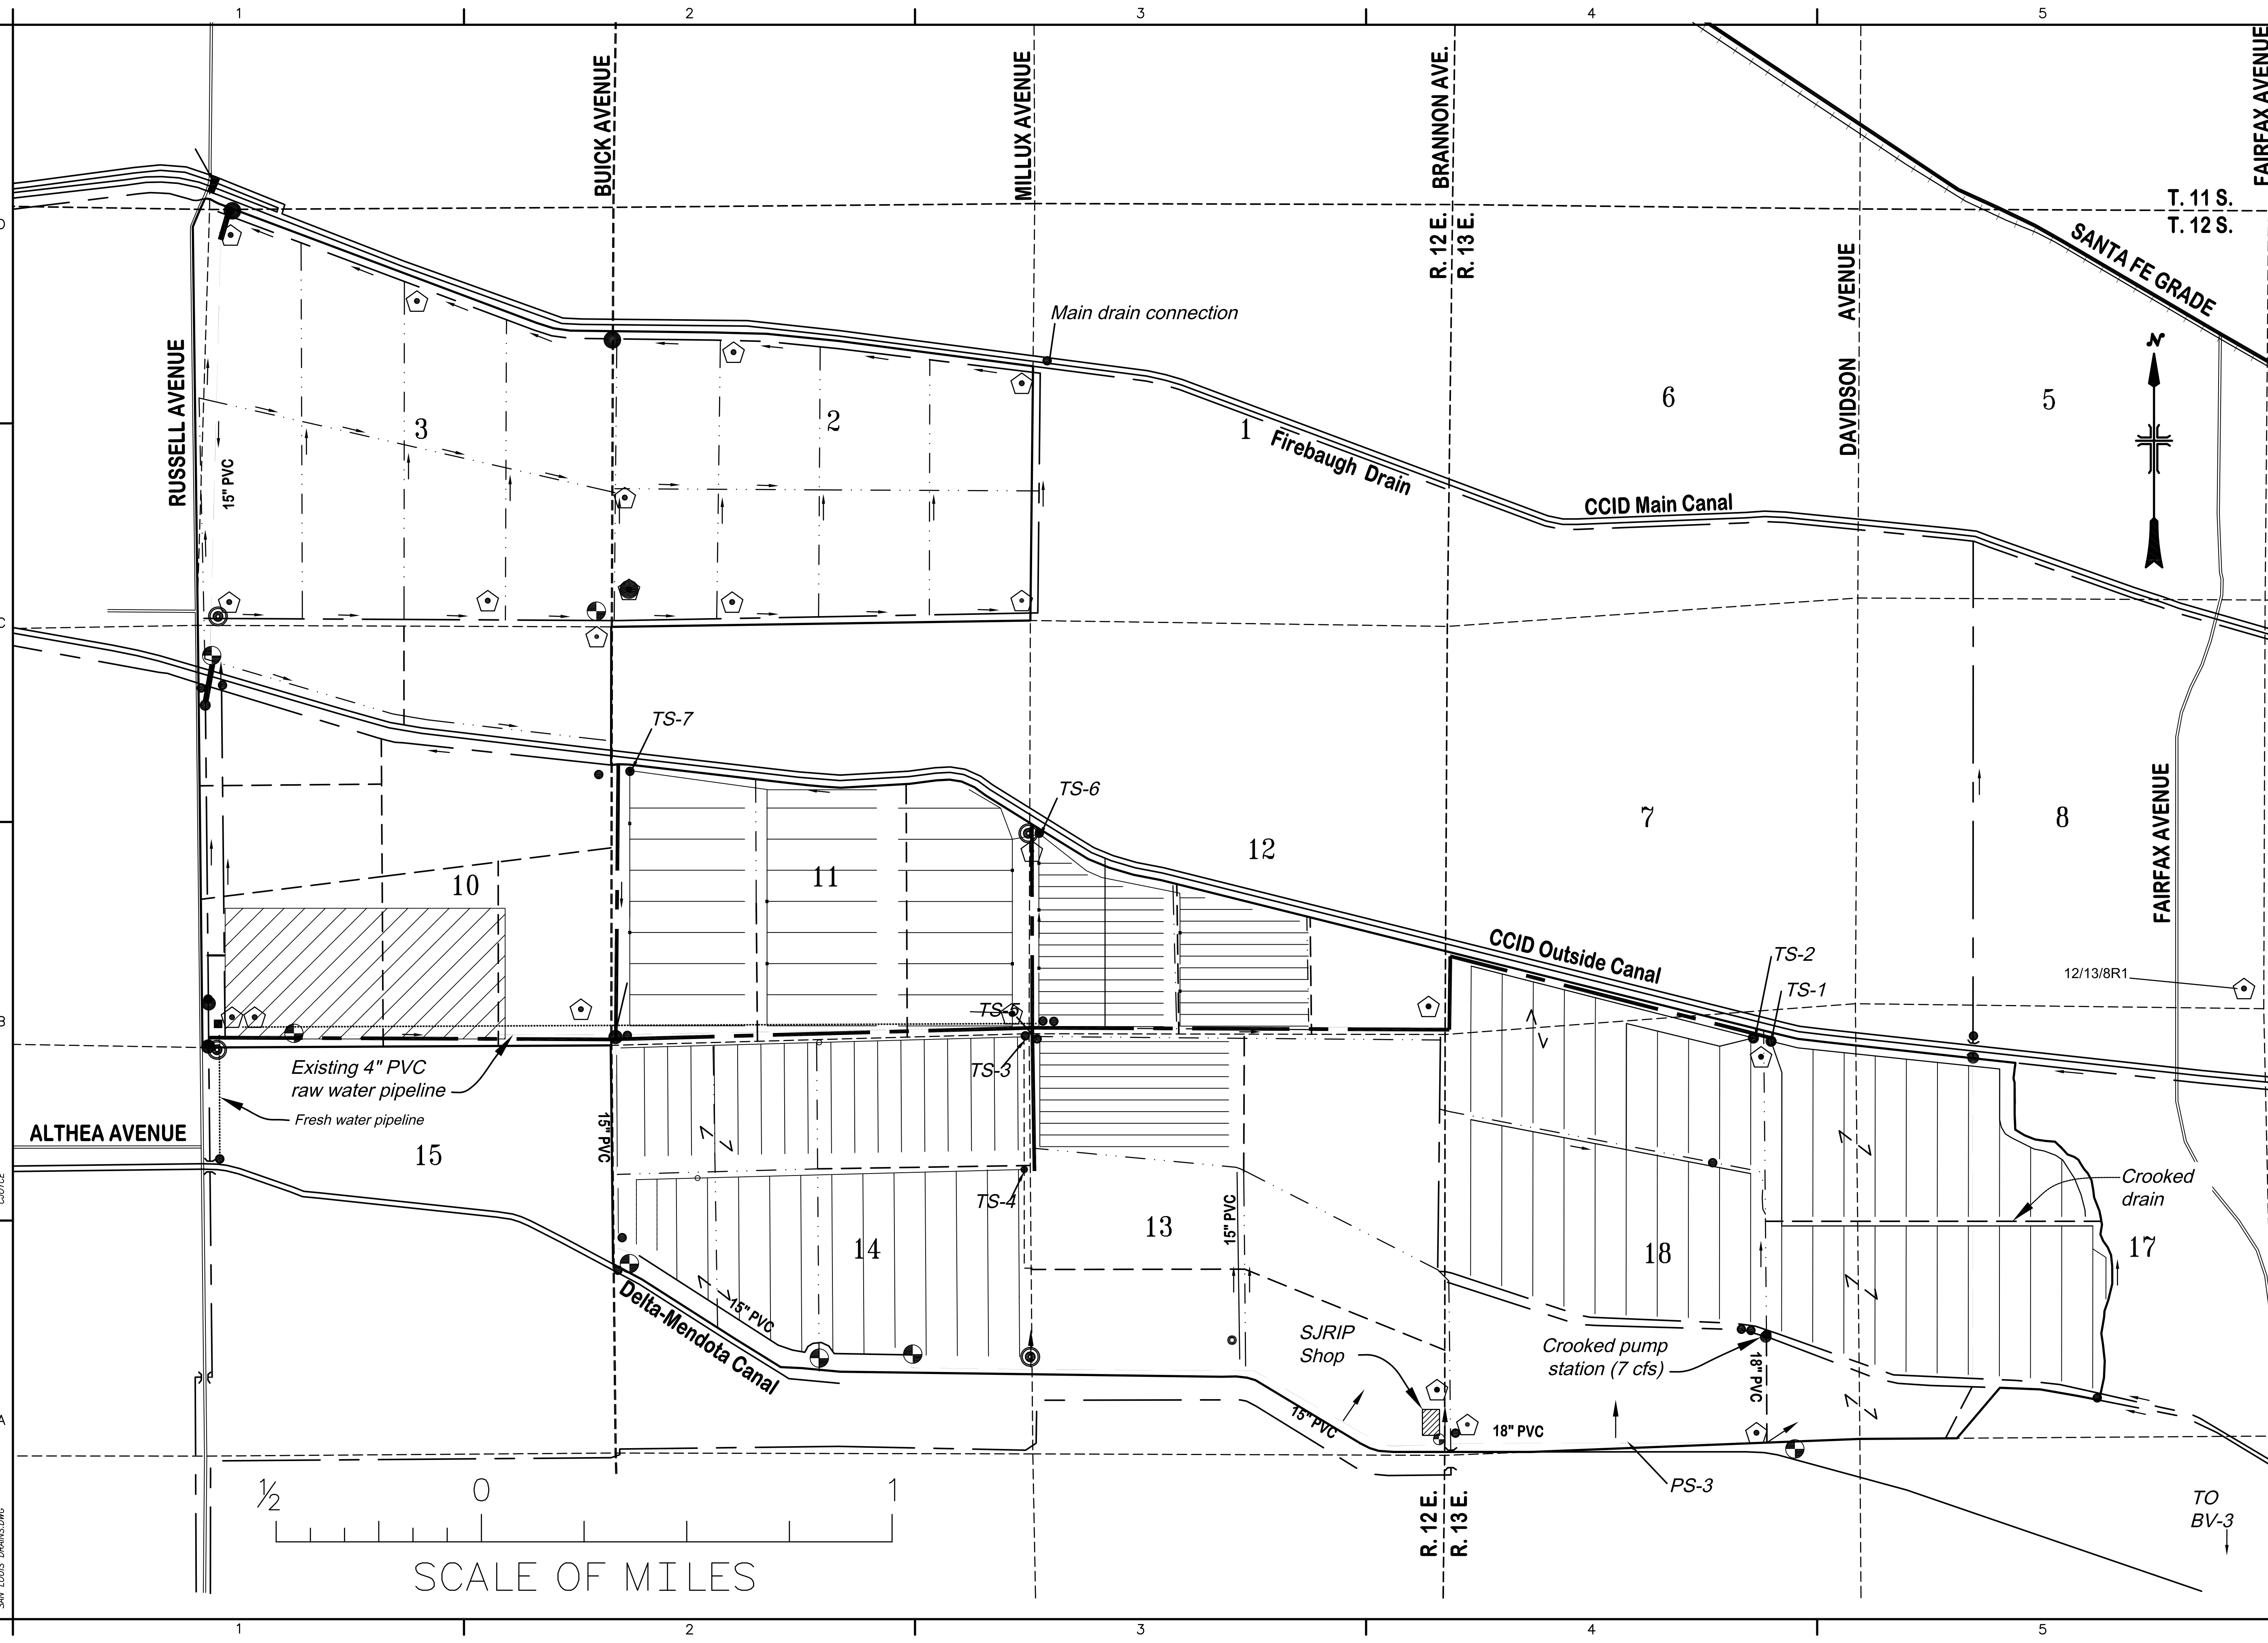 1
2
3
4
5
BUICK AVENUE
MILLUX AVENUE
BRANNON AVE.
FAIRFAX AVENUE
T. 11 S.
T. 12 S.
R. 12 E.
R. 13 E.
DAVIDSON AVENUE
SANTA FE GRADE
D
Main drain connection
N
RUSSELL AVENUE
15" PVC
3
2
1
6
5
Firebaugh Drain
CCID Main Canal
C
TS-7
TS-6
10
11
12
7
8
FAIRFAX AVENUE
CCID Outside Canal
TS-2
TS-1
12/13/8R1
TS-5
TS-3
B
Existing 4" PVC
raw water pipeline
Fresh water pipeline
ALTHEA AVENUE
15
15" PVC
TS-4
14
13
15" PVC
18
17
Crooked
drain
15" PVC
Delta-Mendota Canal
SJRIP
Shop
Crooked pump
station (7 cfs)
18" PVC
A
15" PVC
18" PVC
PS-3
TO
BV-3
R. 12 E.
R. 13 E.
1/2 0 1
SCALE OF MILES
SAN LOUIS DRAINS.DWG
1
2
3
4
5